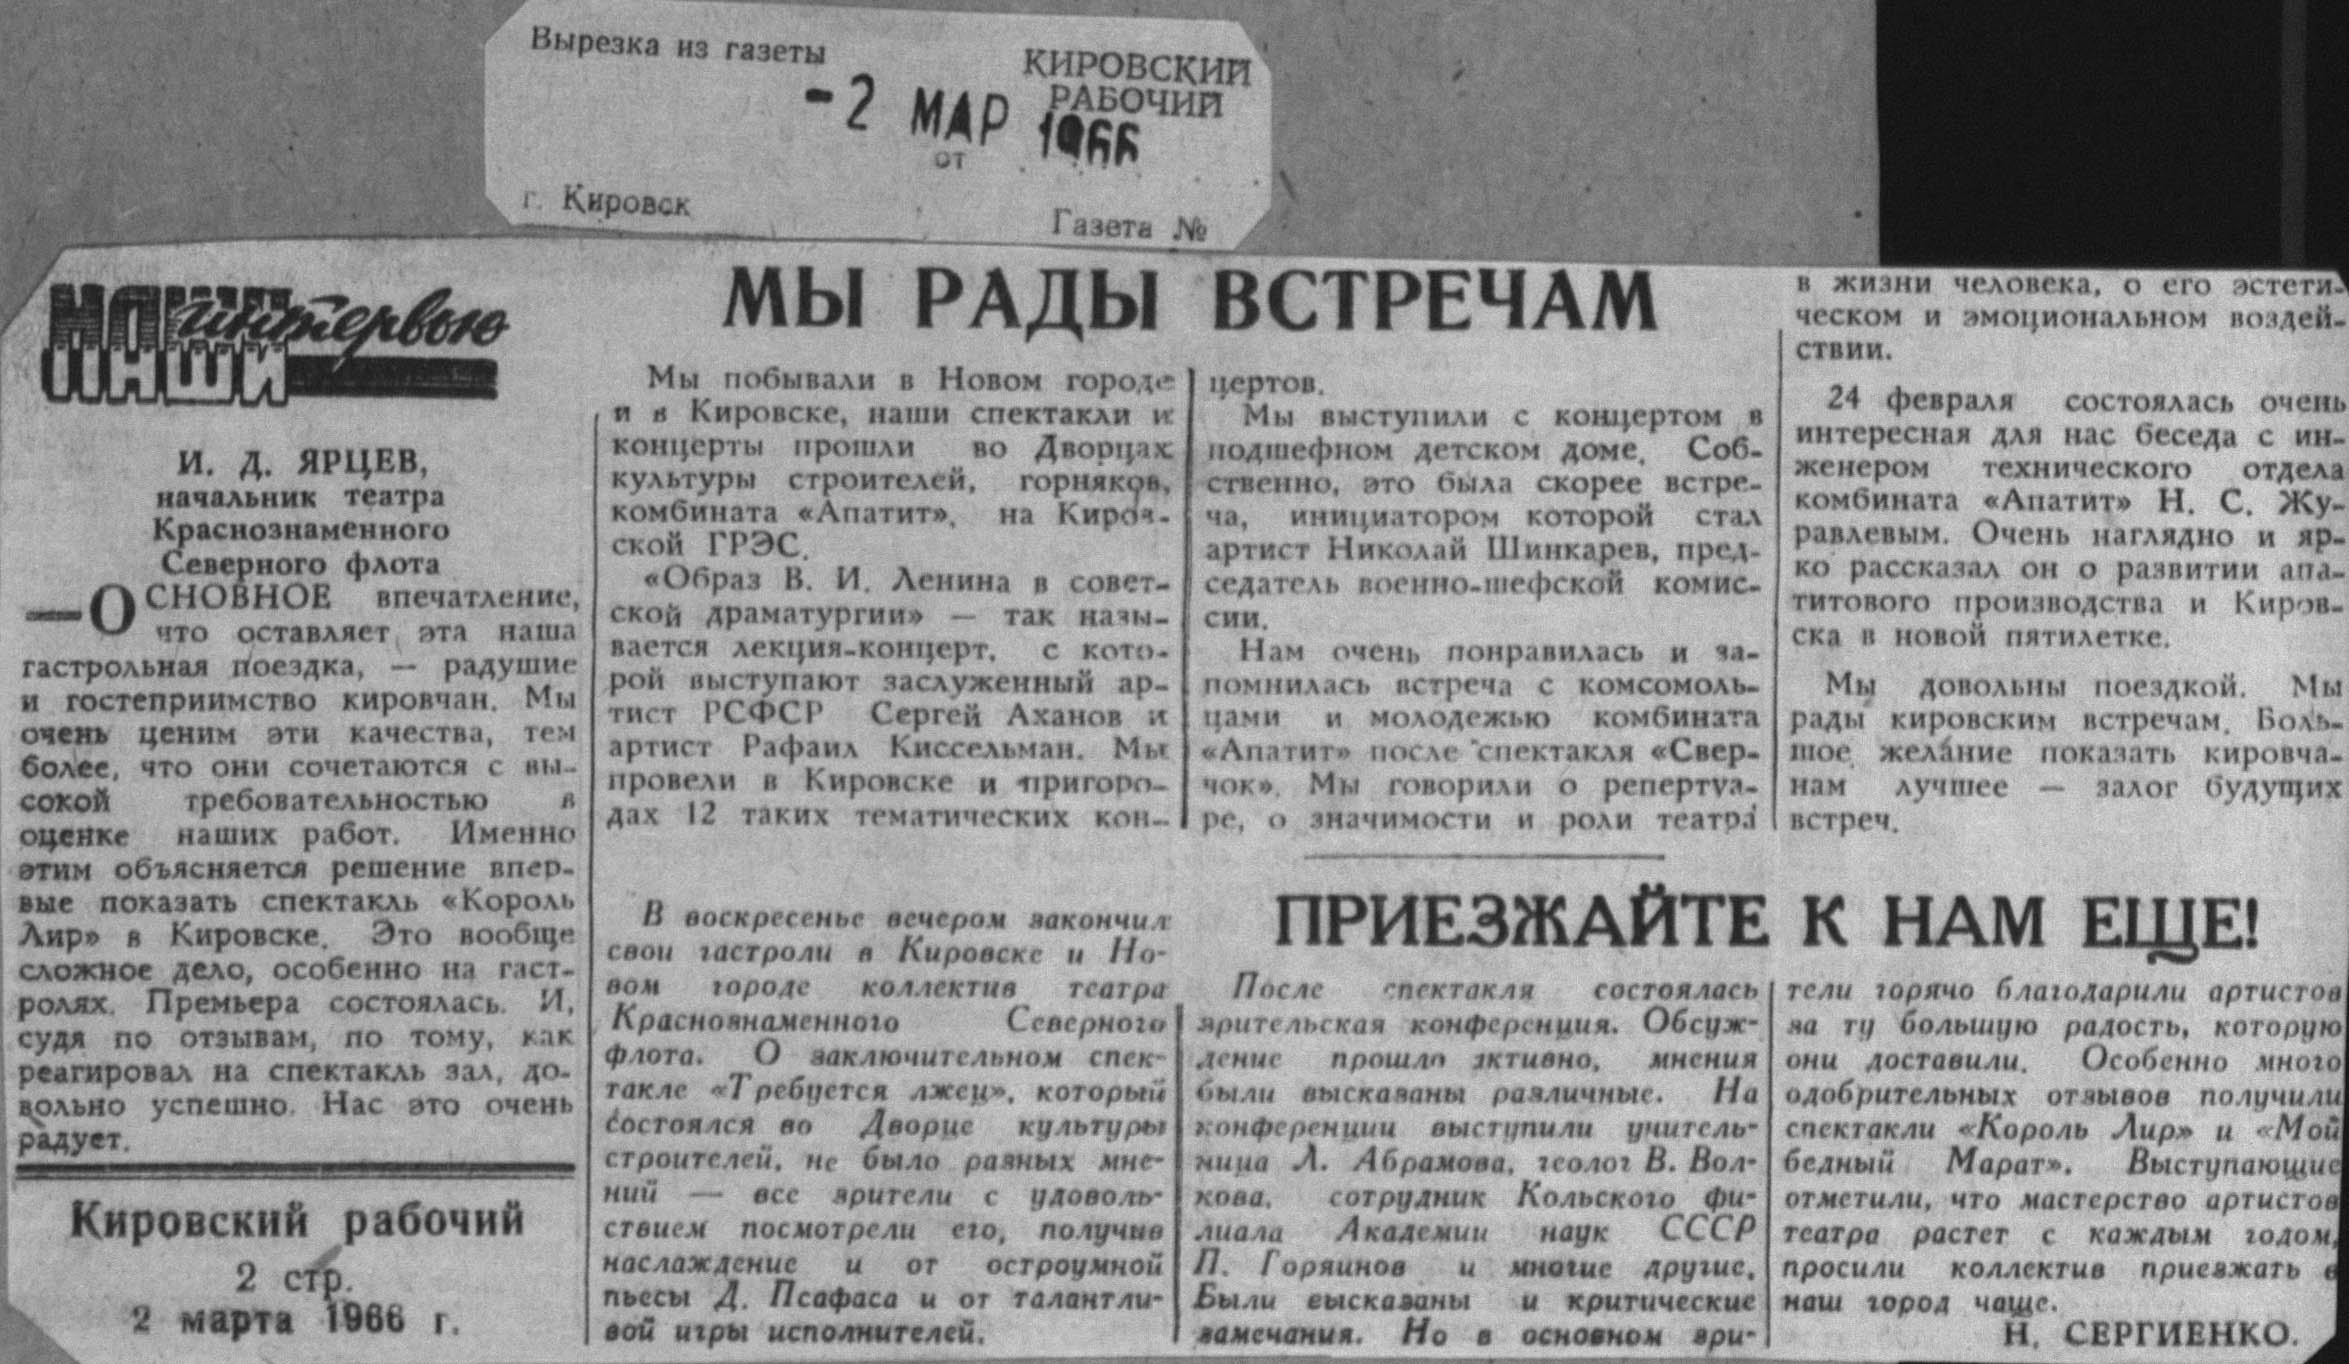 Вырезка из газеты
КИРОВСКИЙ
РАБОЧИЙ
-2 МАР 1966
от
г. Кировск
Газета №
НАШИ интервью
МЫ РАДЫ ВСТРЕЧАМ
И. Д. ЯРЦЕВ,
начальник театра
Краснознаменного
Северного флота
—ОСНОВНОЕ впечатление,
что оставляет эта наша
гастрольная поездка, — радушие
и гостеприимство кировчан. Мы
очень ценим эти качества, тем
более, что они сочетаются с вы-
сокой требовательностью в
оценке наших работ. Именно
этим объясняется решение впер-
вые показать спектакль «Король
Лир» в Кировске. Это вообще
сложное дело, особенно на гаст-
ролях. Премьера состоялась. И,
судя по отзывам, по тому, как
реагировал на спектакль зал, до-
вольно успешно. Нас это очень
радует.
Мы побывали в Новом городе
и в Кировске, наши спектакли и
концерты прошли во Дворцах
культуры строителей, горняков,
комбината «Апатит», на Киров-
ской ГРЭС.
«Образ В. И. Ленина в совет-
ской драматургии» — так назы-
вается лекция-концерт, с кото-
рой выступают заслуженный ар-
тист РСФСР Сергей Аханов и
артист Рафаил Киссельман. Мы
провели в Кировске и пригоро-
дах 12 таких тематических кон-
цертов.
Мы выступили с концертом в
подшефном детском доме. Соб-
ственно, это была скорее встре-
ча, инициатором которой стал
артист Николай Шинкарев, пред-
седатель военно-шефской комис-
сии.
Нам очень понравилась и за-
помнилась встреча с комсомоль-
цами и молодежью комбината
«Апатит» после спектакля «Свер-
чок». Мы говорили о репертуа-
ре, о значимости и роли театра
в жизни человека, о его эстети-
ческом и эмоциональном воздей-
ствии.
24 февраля состоялась очень
интересная для нас беседа с ин-
женером технического отдела
комбината «Апатит» Н. С. Жу-
равлевым. Очень наглядно и яр-
ко рассказал он о развитии апа-
титового производства и Киров-
ска в новой пятилетке.
Мы довольны поездкой. Мы
рады кировским встречам. Боль-
шое желание показать кировча-
нам лучшее — залог будущих
встреч.
Кировский рабочий
2 стр.
2 марта 1966 г.
ПРИЕЗЖАЙТЕ К НАМ ЕЩЕ!
В воскресенье вечером закончил
свои гастроли в Кировске и Но-
вом городе коллектив театра
Краснознаменного Северного
флота. О заключительном спек-
такле «Требуется лжец», который
состоялся во Дворце культуры
строителей, не было разных мне-
ний — все зрители с удоволь-
ствием посмотрели его, получив
наслаждение и от остроумной
пьесы Д. Псафаса и от талантли-
вой игры исполнителей.
После спектакля состоялась
зрительская конференция. Обсуж-
дение прошло активно, мнения
были высказаны различные. На
конференции выступили учитель-
ница Л. Абрамова, геолог В. Вол-
кова, сотрудник Кольского фи-
лиала Академии наук СССР
П. Горяинов и многие другие.
Были высказаны и критические
замечания. Но в основном зри-
тели горячо благодарили артистов
за ту большую радость, которую
они доставили. Особенно много
одобрительных отзывов получили
спектакли «Король Лир» и «Мой
бедный Марат». Выступающие
отметили, что мастерство артистов
театра растет с каждым годом,
просили коллектив приезжать в
наш город чаще.
Н. СЕРГИЕНКО.